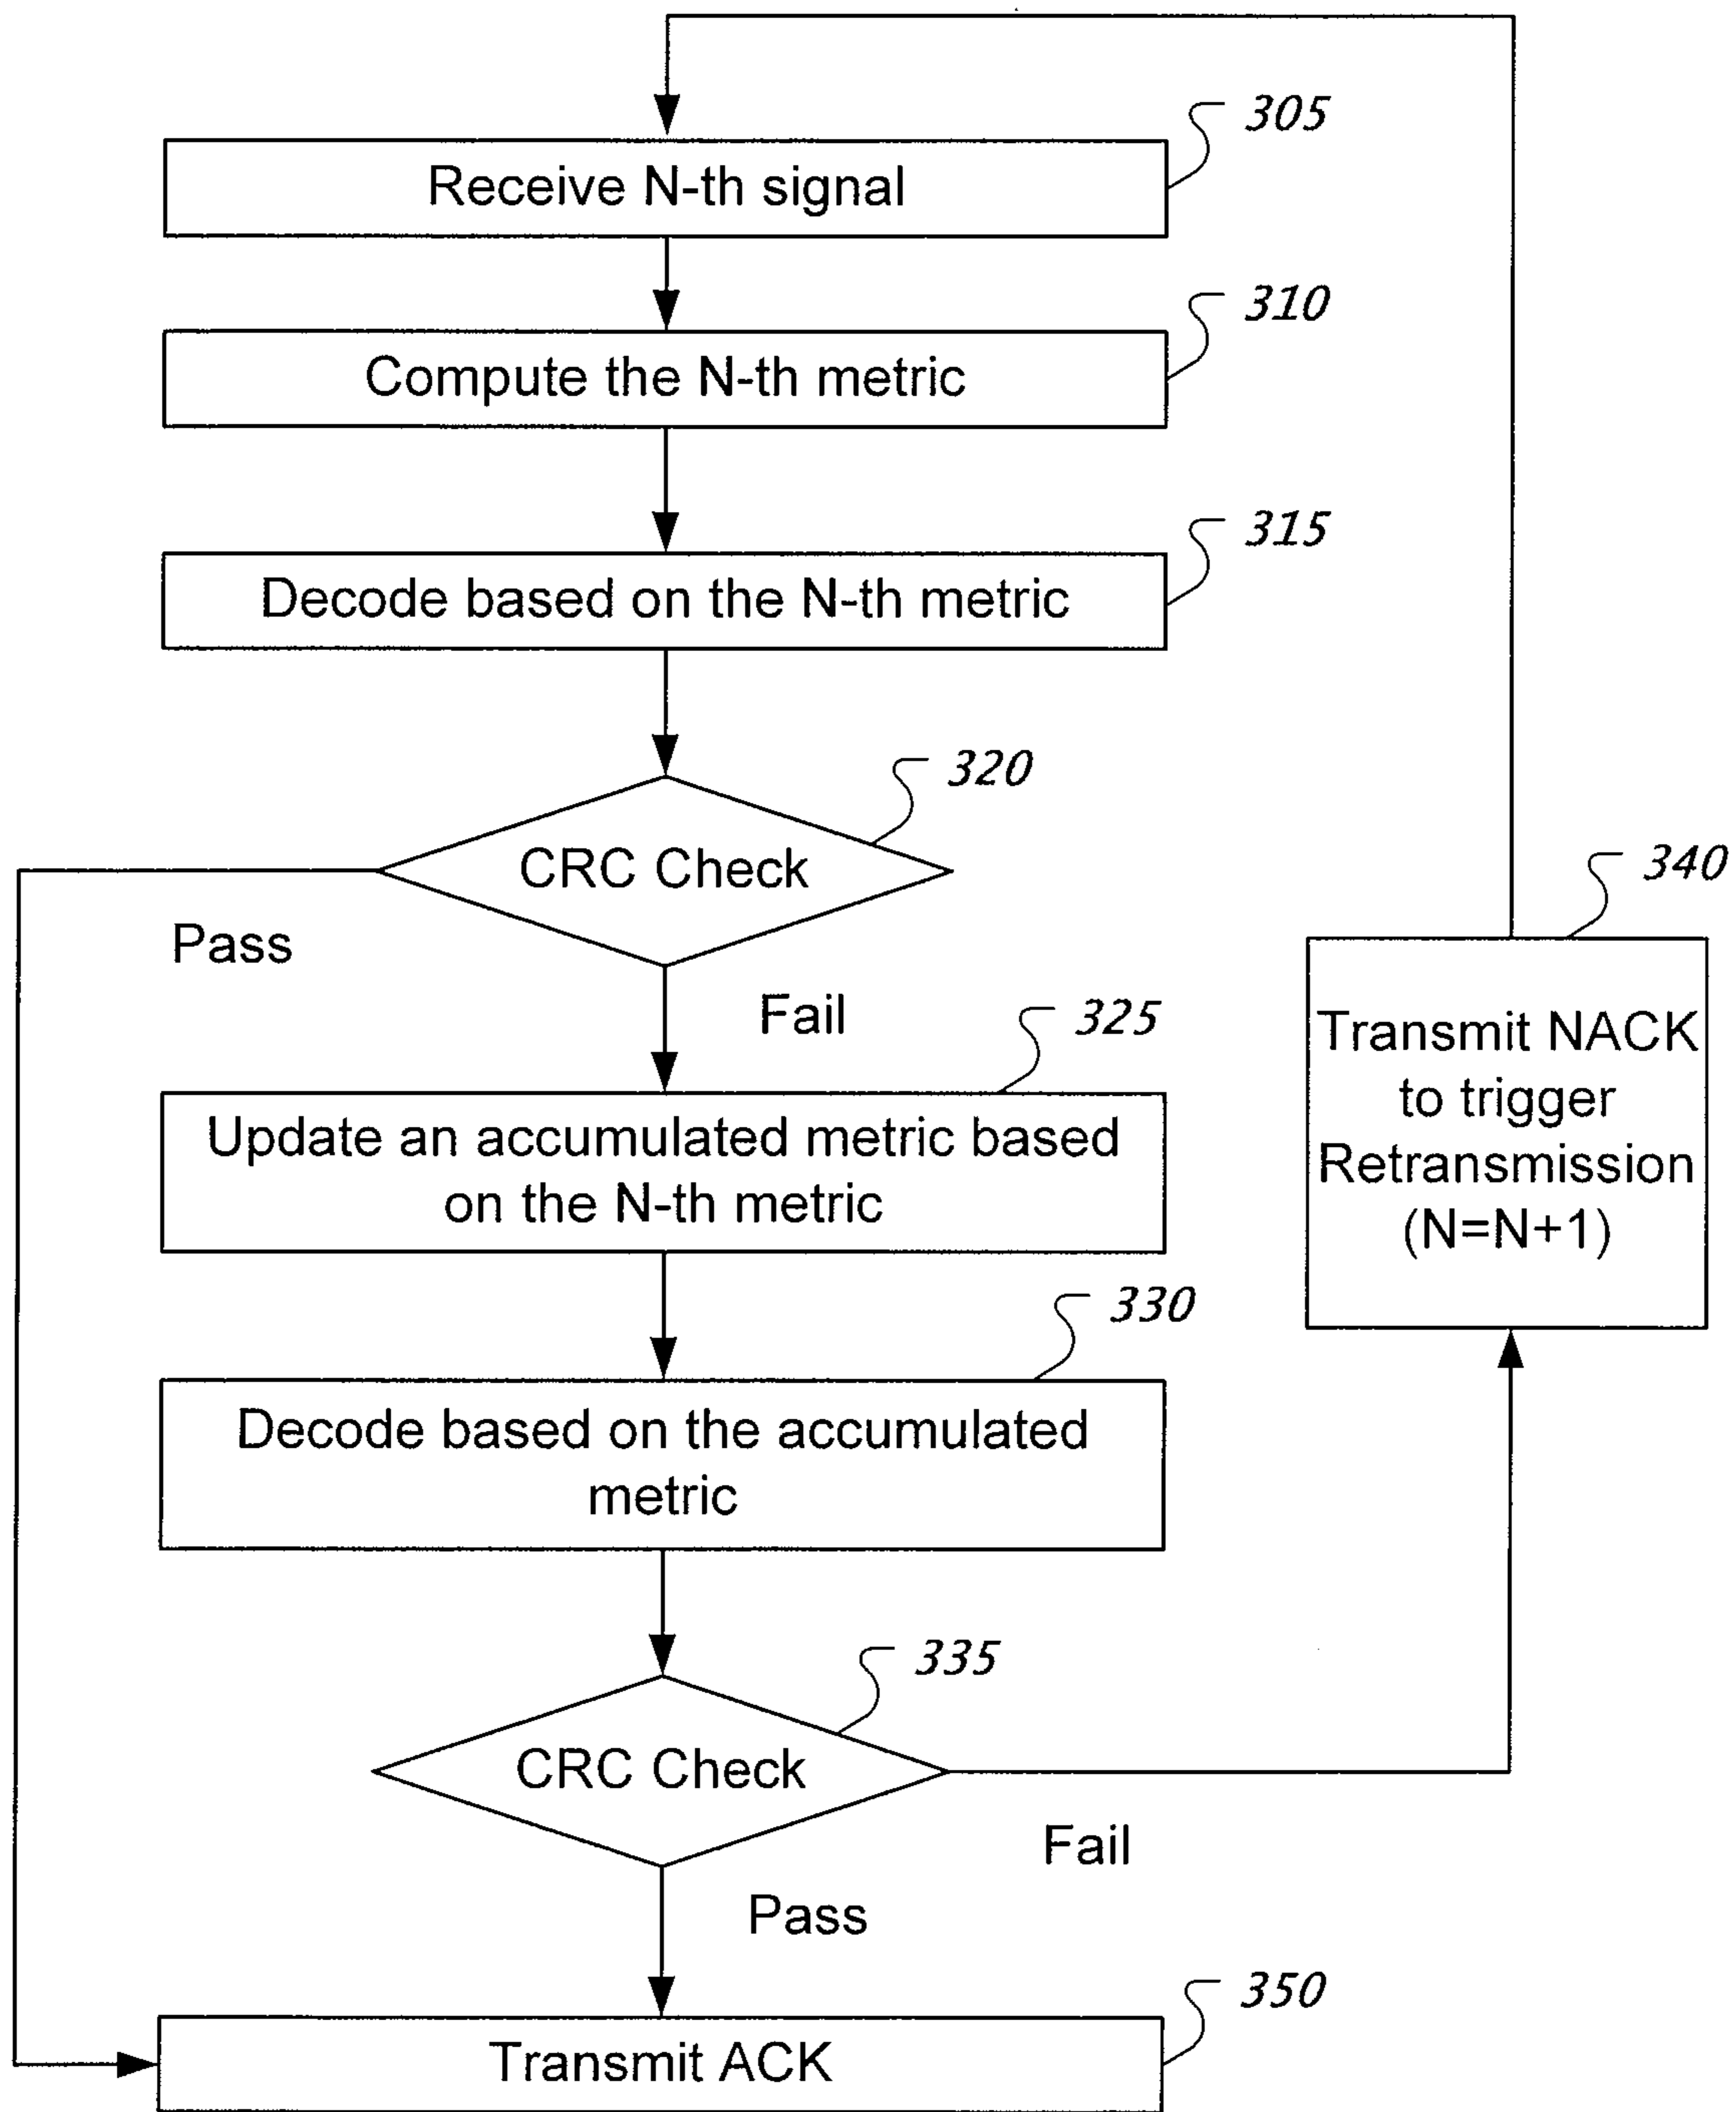 305
Receive N-th signal
310
Compute the N-th metric
315
Decode based on the N-th metric
320
CRC Check
Pass
Fail
325
Update an accumulated metric based
on the N-th metric
340
Transmit NACK
to trigger
Retransmission
(N=N+1)
330
Decode based on the accumulated
metric
335
CRC Check
Fail
Pass
350
Transmit ACK